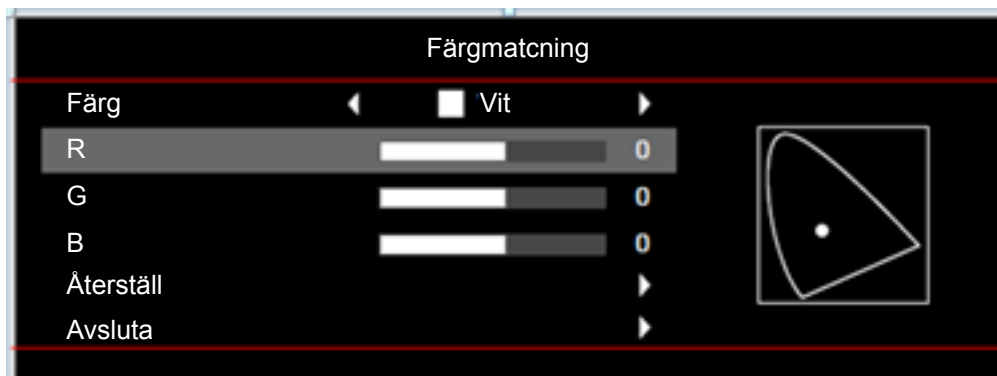 Färgmatcning
Färg 'Vit
R 0
G 0
B 0
Återställ
Avsluta